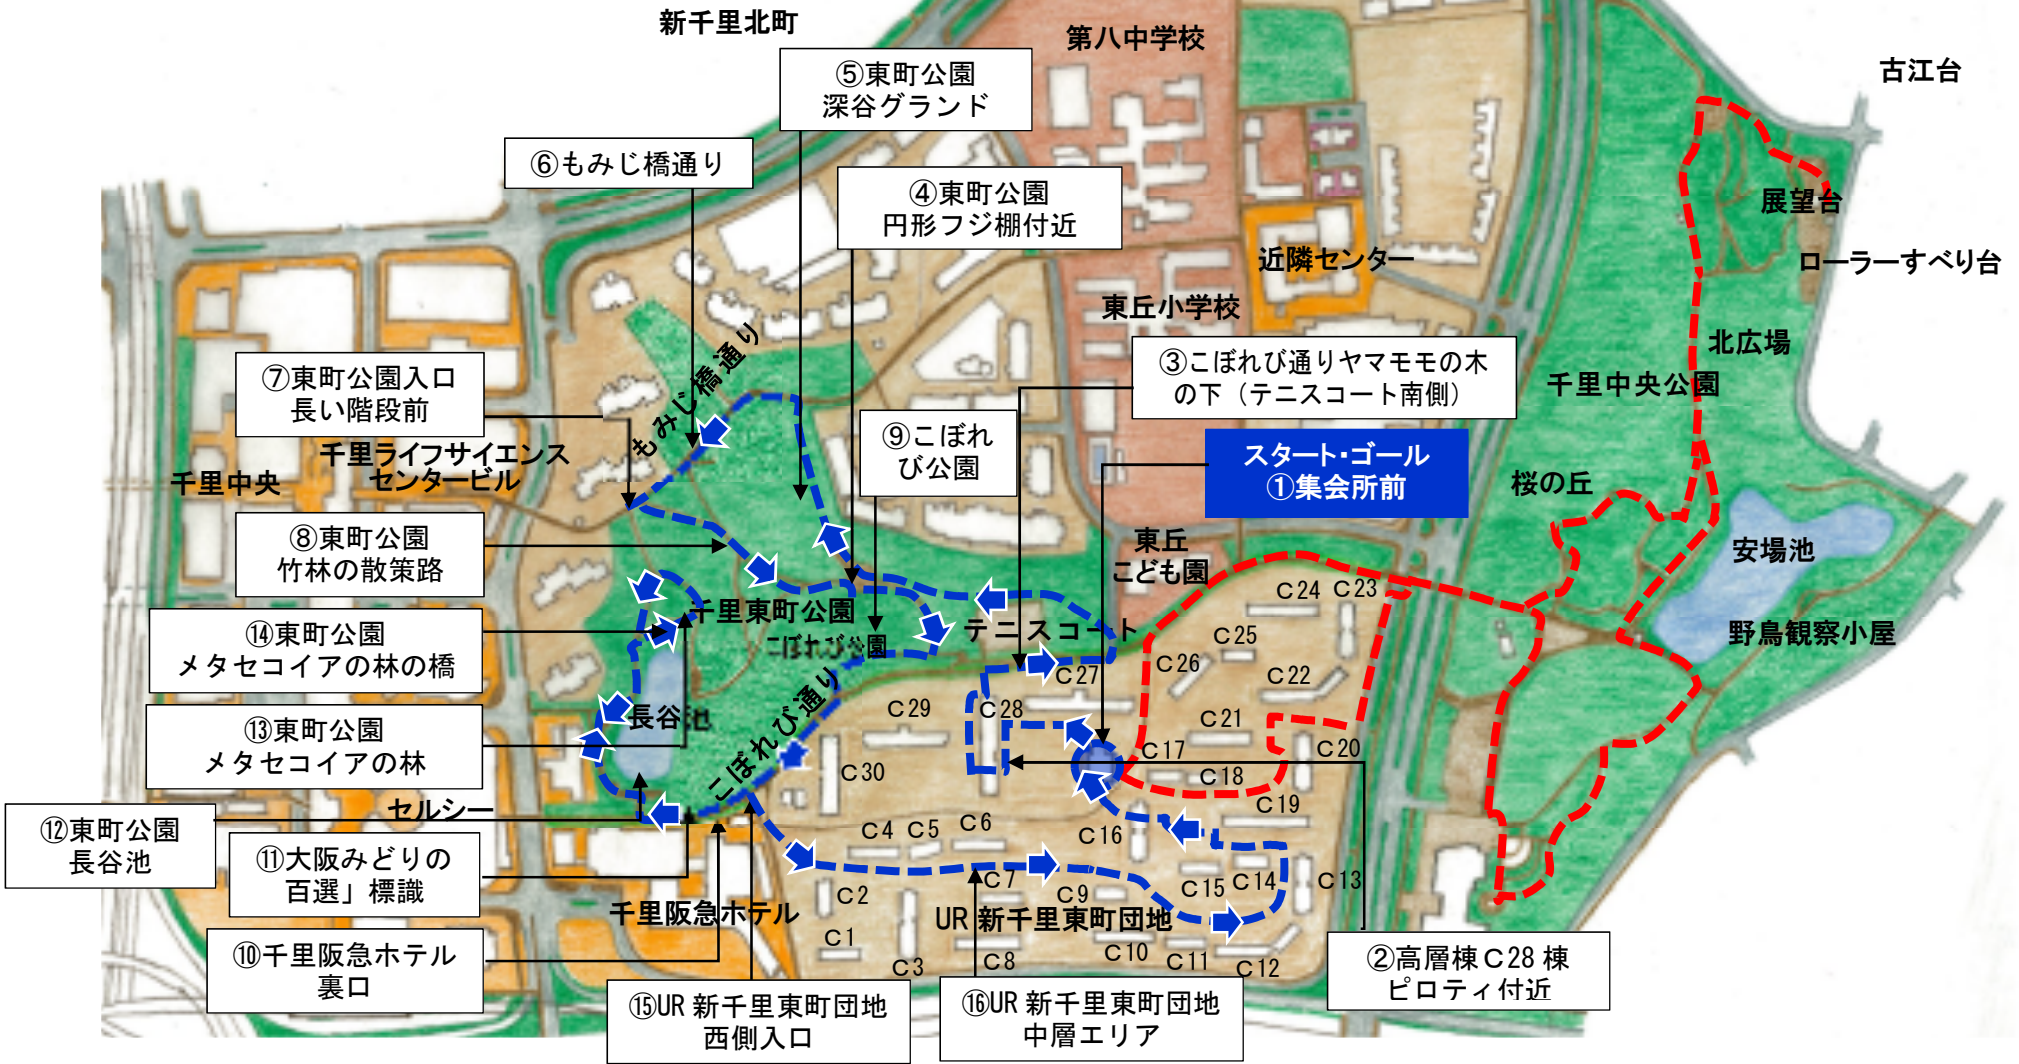 新千里北町
第八中学校
古江台
⑤東町公園
深谷グランド
⑥もみじ橋通り
④東町公園
円形フジ棚付近
展望台
近隣センター
ローラーすべり台
東丘小学校
もみじ橋通り
北広場
③こぼれび通りヤマモモの木
の下（テニスコート南側）
⑦東町公園入口
長い階段前
千里中央公園
⑨こぼれ
び公園
スタート・ゴール
①集会所前
千里ライフサイエンス
センタービル
千里中央
桜の丘
⑧東町公園
竹林の散策路
東丘
こども園
安場池
C24
C23
千里東町公園
こぼれび公園
テニスコート
⑭東町公園
メタセコイアの林の橋
C25
野鳥観察小屋
C26
C22
C27
長谷池
こぼれび通り
C29
C28
C21
⑬東町公園
メタセコイアの林
C17
C20
C30
C18
セルシー
C19
⑫東町公園
長谷池
C4
C5
C6
C16
⑪大阪みどりの
百選」標識
C7
C9
C15
C14
C13
C2
千里阪急ホテル
UR 新千里東町団地
C1
C3
C8
C10
C11
C12
⑩千里阪急ホテル
裏口
②高層棟C28 棟
ピロティ付近
⑮UR 新千里東町団地
西側入口
⑯UR 新千里東町団地
中層エリア